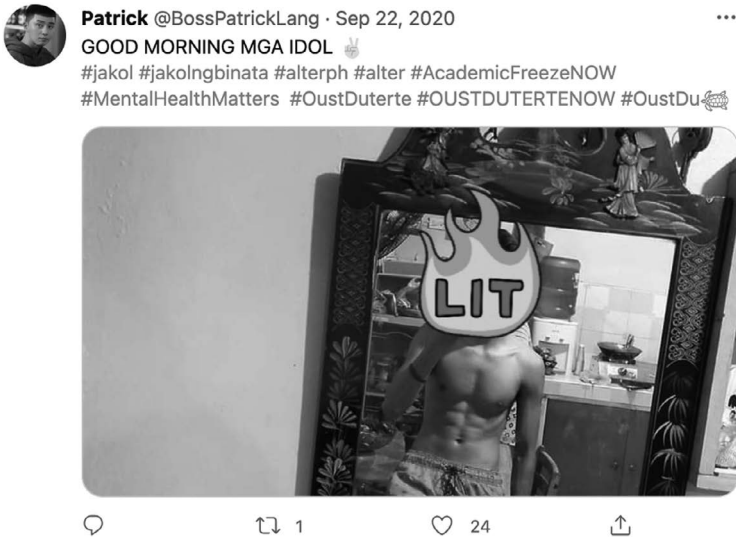 Patrick @BossPatrickLang · Sep 22, 2020
GOOD MORNING MGA IDOL ✌
#jakol #jakolngbinata #alterph #alter #AcademicFreezeNOW
#MentalHealthMatters #OustDuterte #OUSTDUTERTENOW #OustDu🐢
LIT
1
24